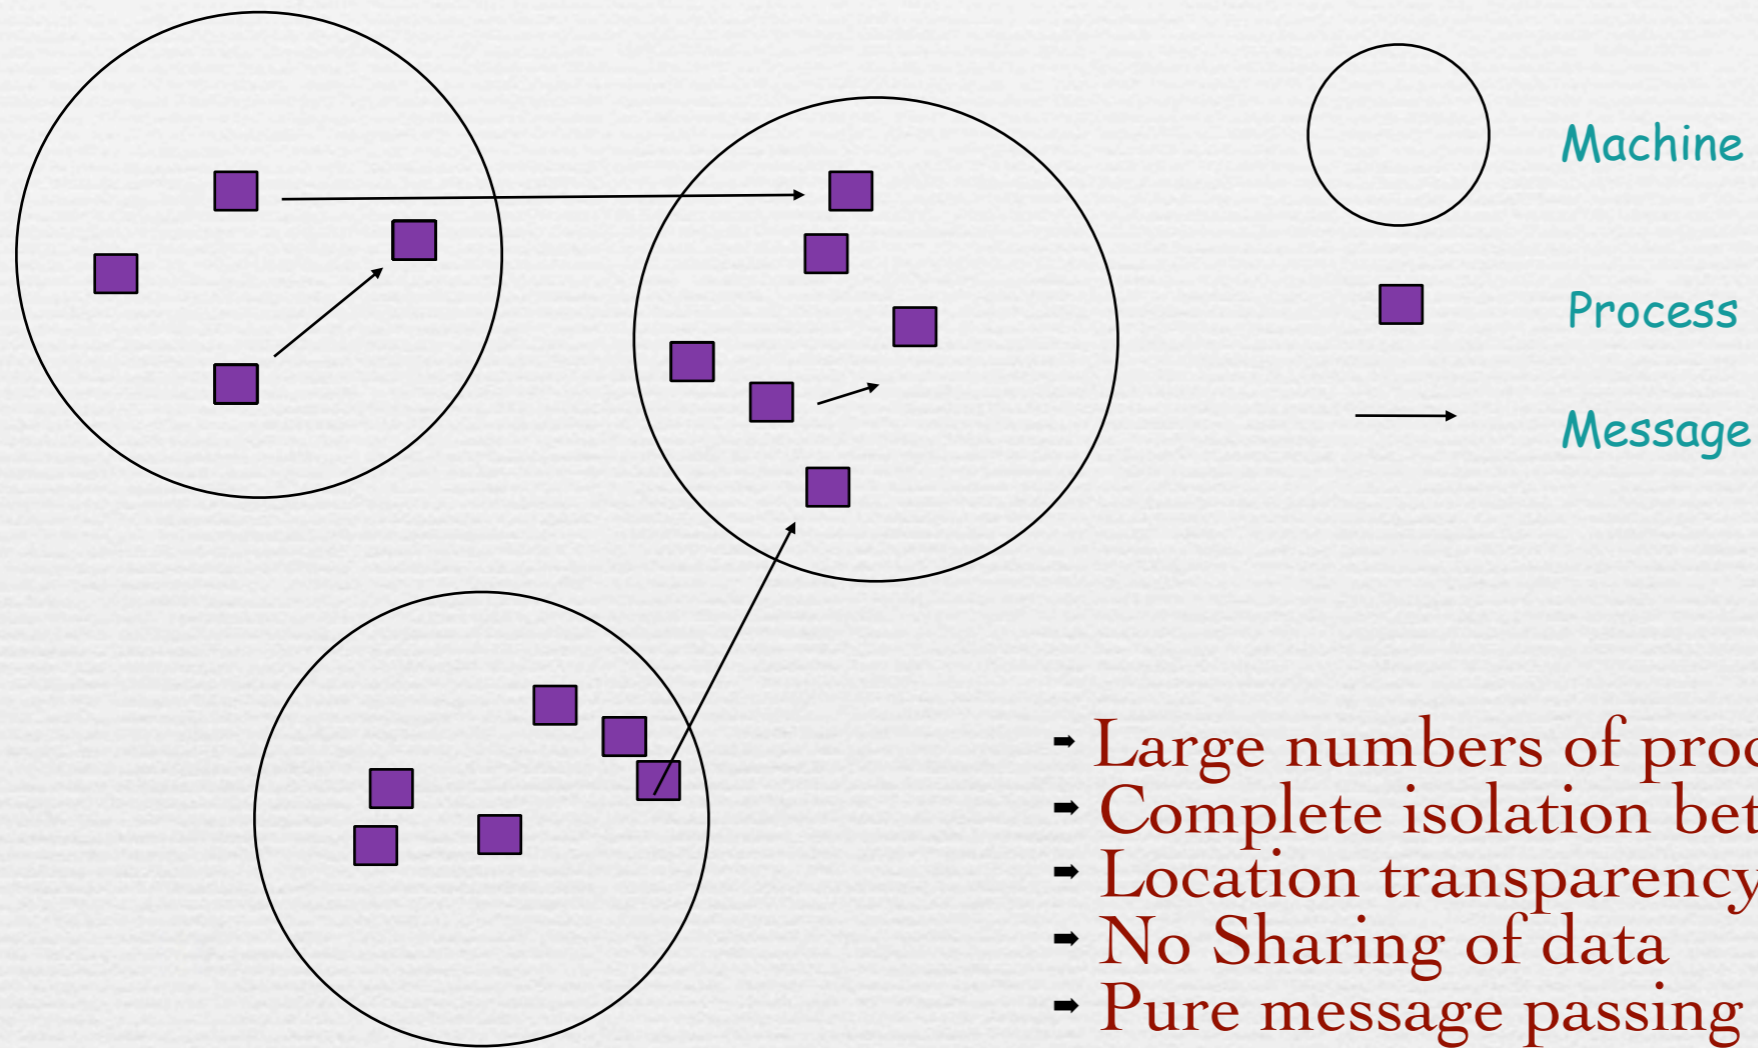 Machine
Process
Message
➡ Large numbers of proc
➡ Complete isolation bet
➡ Location transparency
➡ No Sharing of data
➡ Pure message passing